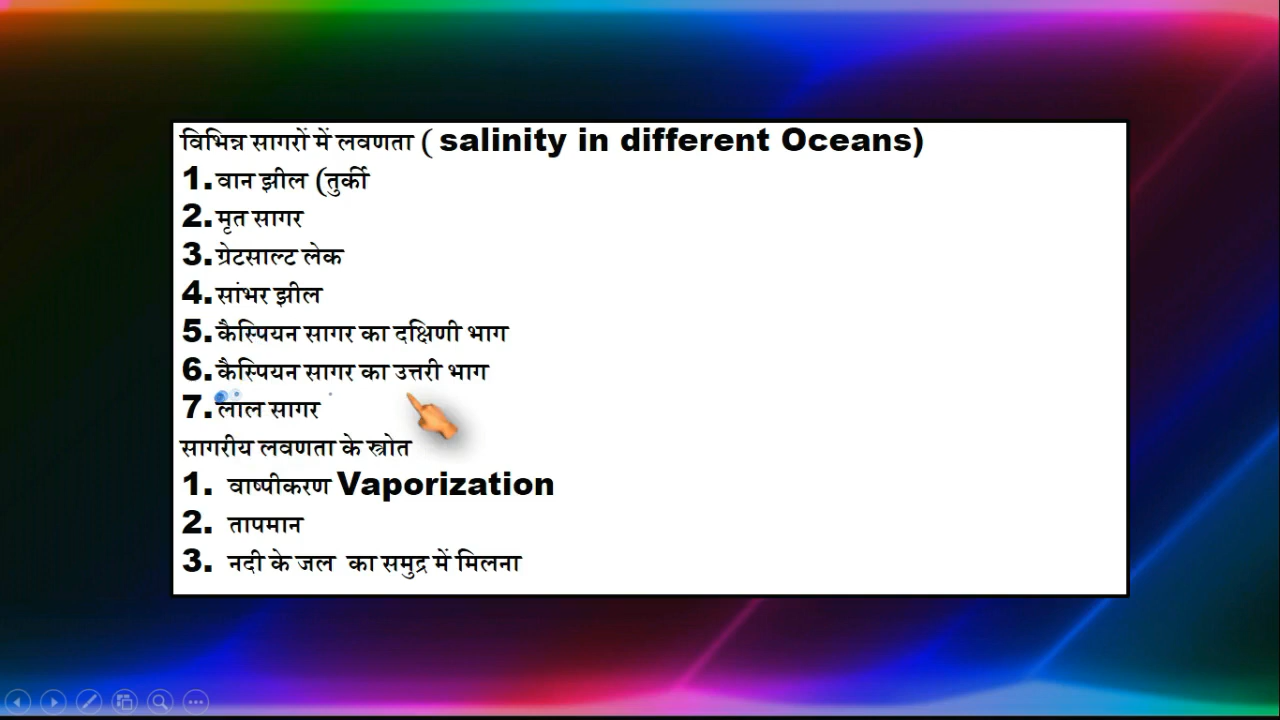 विभिन्न सागरों में लवणता ( salinity in different Oceans)
1.वान झील (तुर्की
2.मृत सागर
3.ग्रेटसाल्ट लेक
4.सांभर झील
5.कैस्पियन सागर का दक्षिणी भाग
6.कैस्पियन सागर का उत्तरी भाग
7.लाल सागर
सागरीय लवणता के स्त्रोत
1. वाष्पीकरण Vaporization
2. तापमान
3. नदी के जल का समुद्र में मिलना